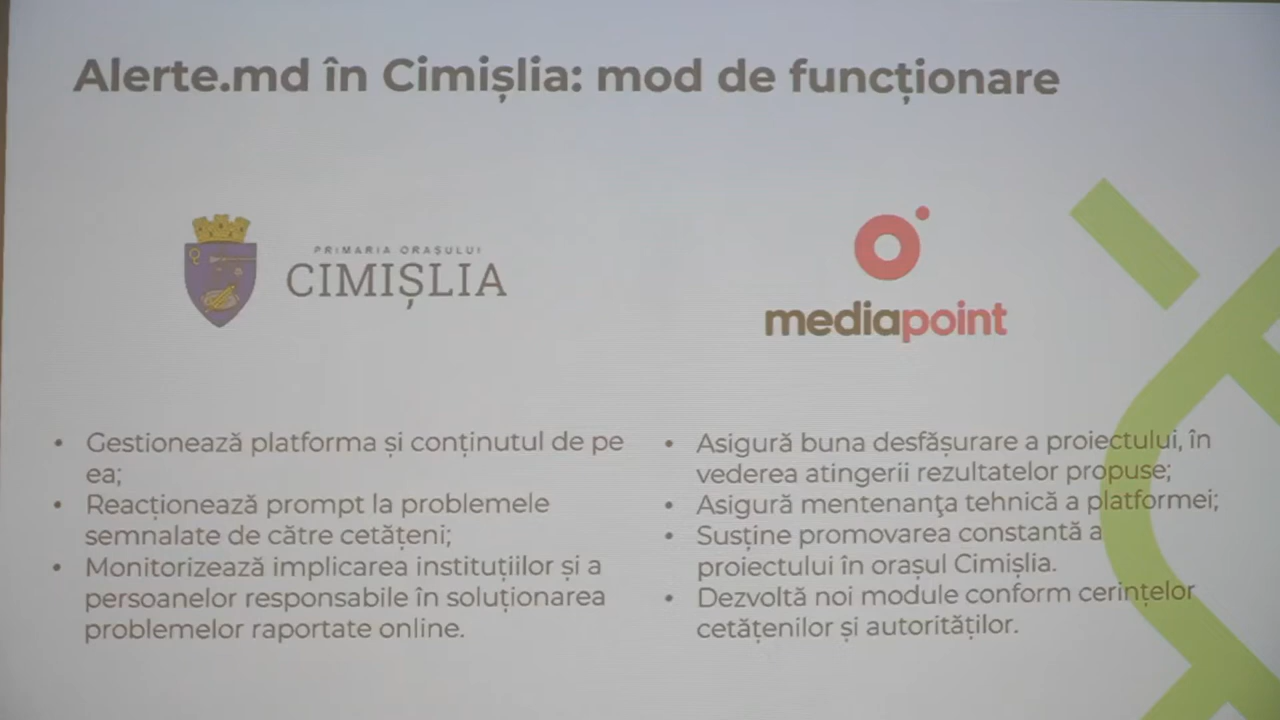 Alerte.md în Cimișlia: mod de funcționare
PRIMARIA ORAȘULUI
CIMIȘLIA
mediapoint
• Gestionează platforma și conținutul de pe
ea;
• Reacționează prompt la problemele
semnalate de către cetățeni;
• Monitorizează implicarea instituțiilor și a
persoanelor responsabile în soluționarea
problemelor raportate online.
• Asigură buna desfășurare a proiectului, în
vederea atingerii rezultatelor propuse;
• Asigură mentenanţa tehnică a platformei;
• Susține promovarea constantă a
proiectului în orașul Cimișlia.
• Dezvoltă noi module conform cerințelor
cetățenilor și autorităților.